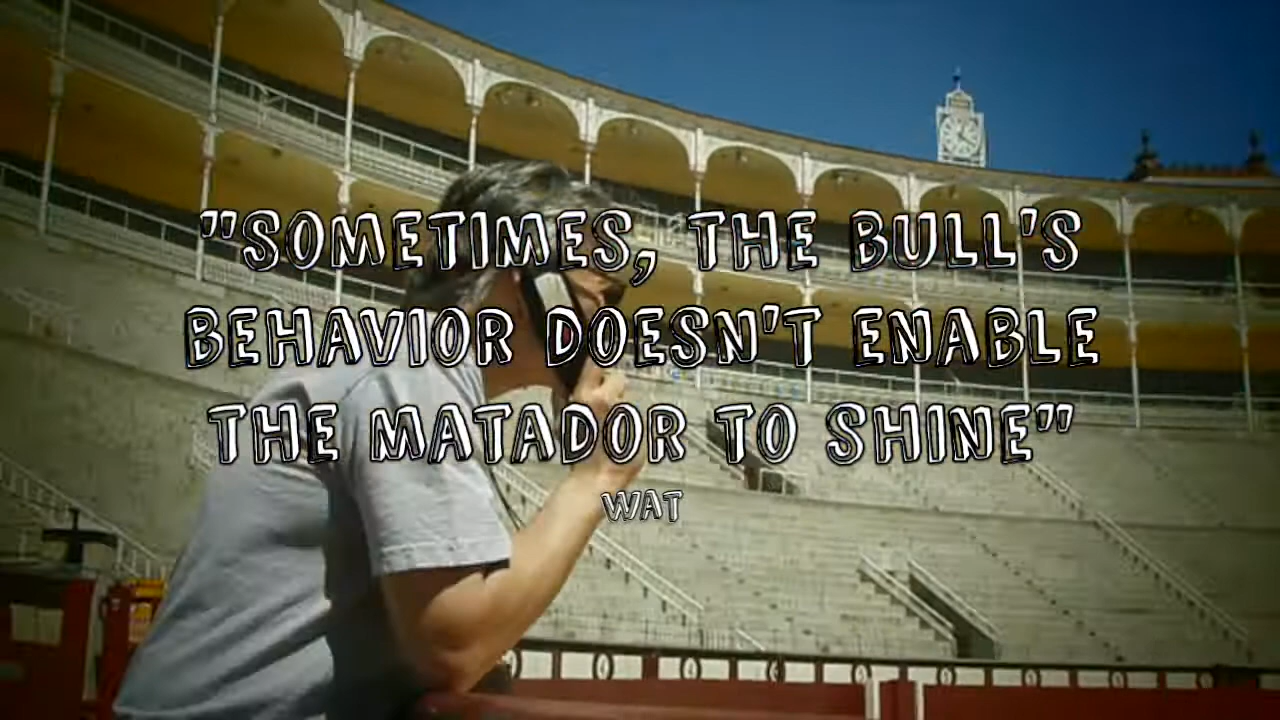 "SOMETIMES, THE BULL'S
BEHAVIOR DOESN'T ENABLE
THE MATADOR TO SHINE"
WAT